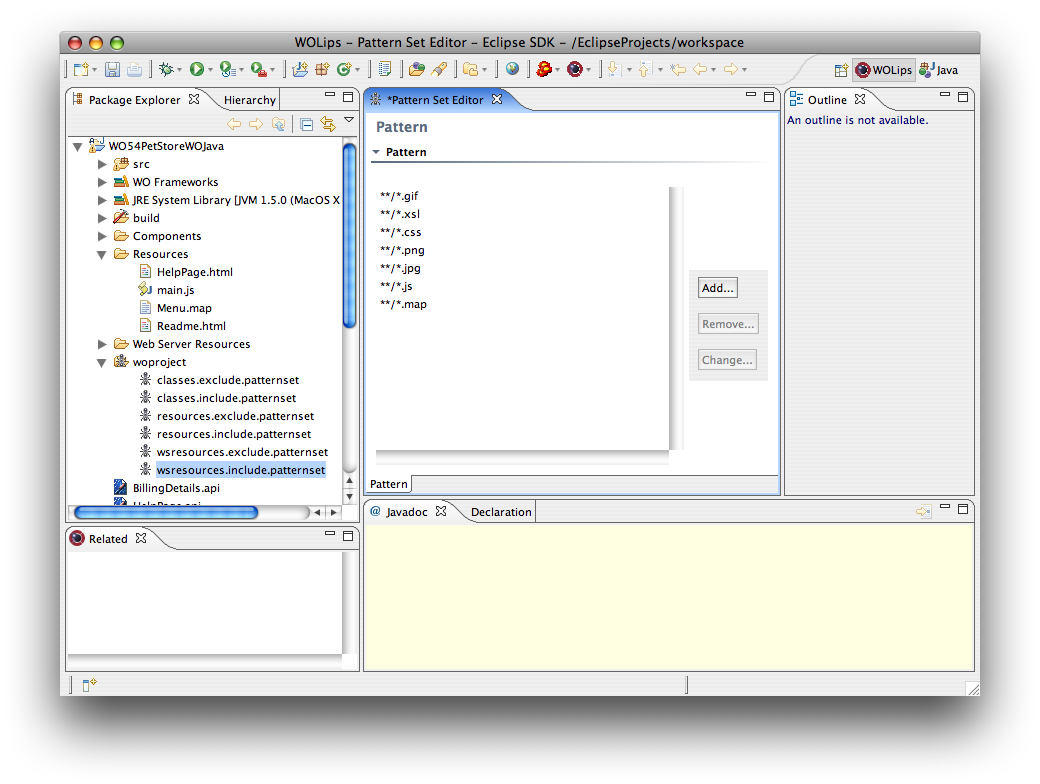 WOLips – Pattern Set Editor – Eclipse SDK – /EclipseProjects/workspace
WOLips
Java
Package Explorer
Hierarchy
WO54PetStoreWOJava
src
WO Frameworks
JRE System Library [JVM 1.5.0 (MacOS X
build
Components
Resources
HelpPage.html
main.js
Menu.map
Readme.html
Web Server Resources
woproject
classes.exclude.patternset
classes.include.patternset
resources.exclude.patternset
resources.include.patternset
wsresources.exclude.patternset
wsresources.include.patternset
BillingDetails.api
HelpPage.api
*Pattern Set Editor
Pattern
Pattern
**/*.gif
**/*.xsl
**/*.css
**/*.png
**/*.jpg
**/*.js
**/*.map
Add...
Remove...
Change...
Pattern
Outline
An outline is not available.
Related
@ Javadoc
Declaration